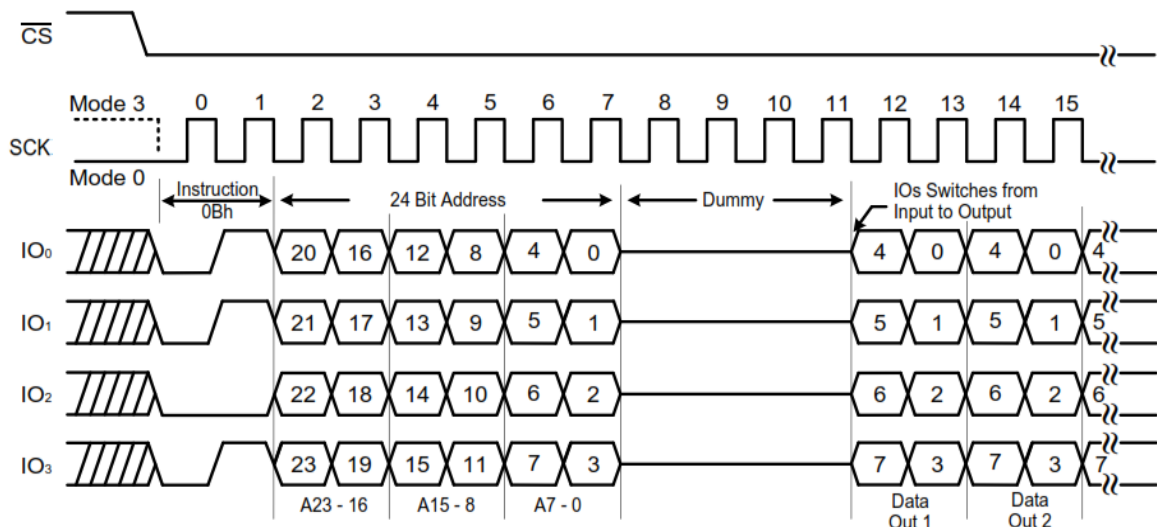 CS
Mode 3 0 1 2 3 4 5 6 7 8 9 10 11 12 13 14 15
SCK
Mode 0
Instruction
0Bh
24 Bit Address
Dummy
IOs Switches from
Input to Output
IO₀ 20 16 12 8 4 0 4 0 4 0 4
IO₁ 21 17 13 9 5 1 5 1 5 1 5
IO₂ 22 18 14 10 6 2 6 2 6 2 6
IO₃ 23 19 15 11 7 3 7 3 7 3 7
A23 - 16 A15 - 8 A7 - 0
Data
Out 1
Data
Out 2